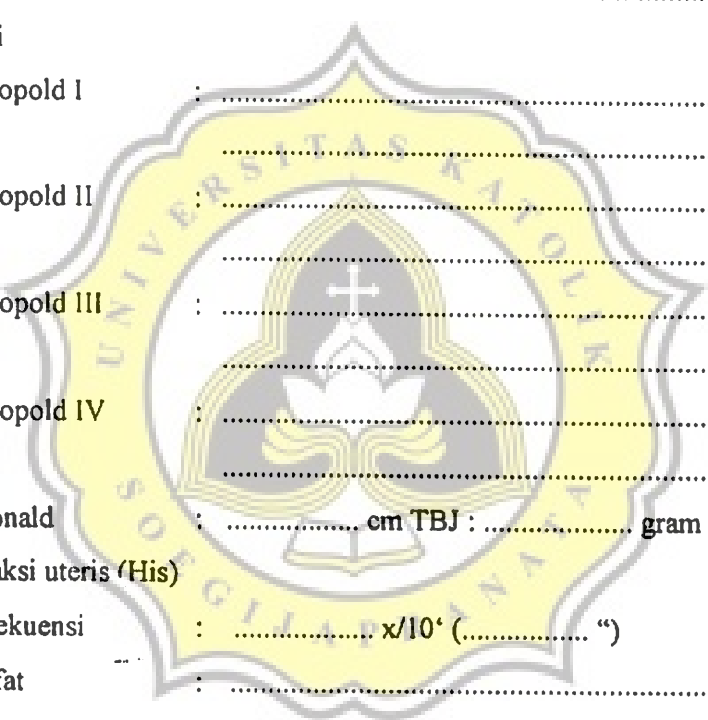 i
opold I : ....................................................
....................................................
opold II : ....................................................
....................................................
opold III : ....................................................
....................................................
opold IV : ....................................................
....................................................
onald : .................. cm TBJ : .................... gram
aksi uteris (His)
ekuensi : ................... x/10‘ (................. “)
fat : ....................................................
UNIVERSITAS KATOLIK
SOEGIJAPRANATA